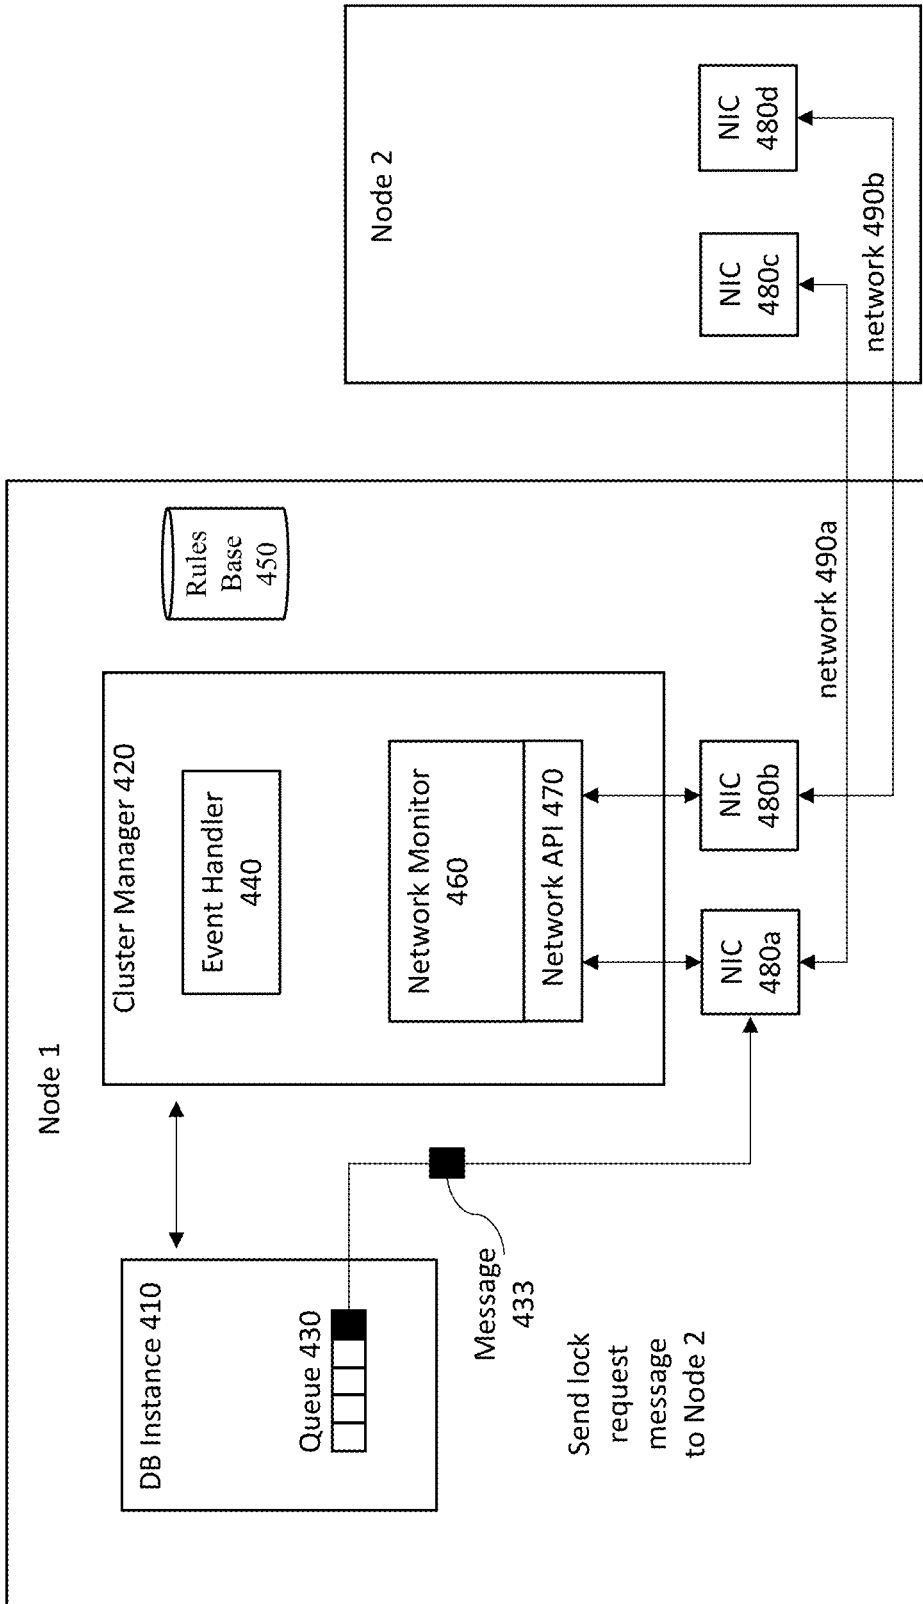 Node 1
DB Instance 410
Queue 430
Message
433
Send lock
request
message
to Node 2
Cluster Manager 420
Event Handler
440
Network Monitor
460
Network API 470
Rules
Base
450
NIC
480a
NIC
480b
network 490a
network 490b
Node 2
NIC
480c
NIC
480d